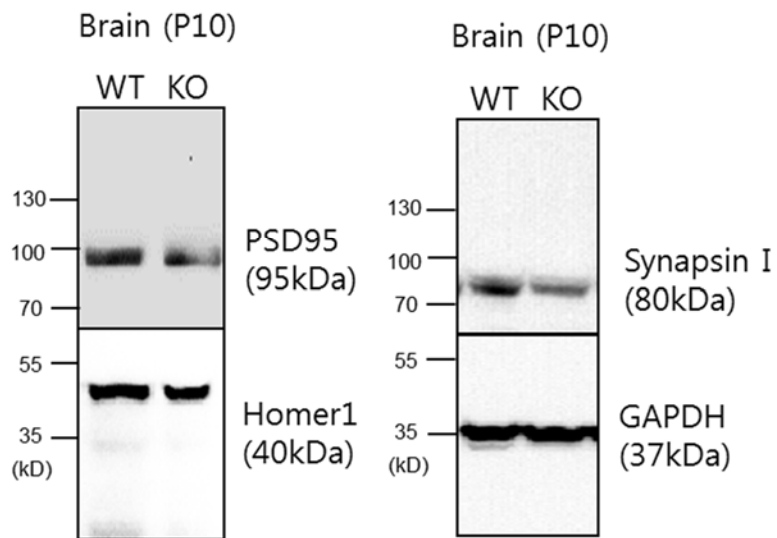 Brain (P10)
WT KO
130
100
70
55
35
(kD)
PSD95
(95kDa)
Homer1
(40kDa)
Brain (P10)
WT KO
130
100
70
55
35
(kD)
Synapsin I
(80kDa)
GAPDH
(37kDa)